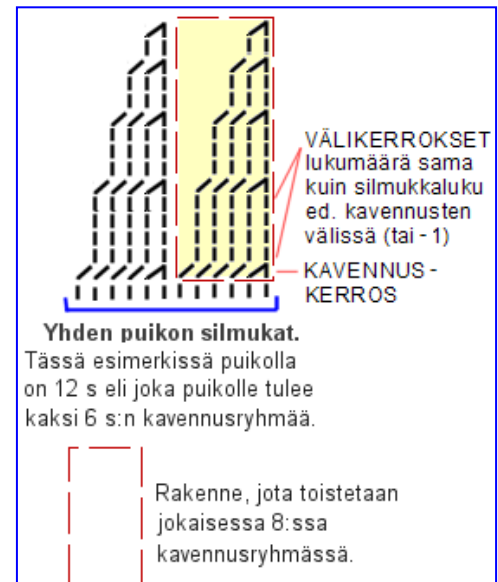 VÄLIKERROKSET
lukumäärä sama
kuin silmukkaluku
ed. kavennusten
välissä (tai - 1)
KAVENNUS -
KERROS
Yhden puikon silmukat.
Tässä esimerkissä puikolla
on 12 s eli joka puikolle tulee
kaksi 6 s:n kavennusryhmää.
Rakenne, jota toistetaan
jokaisessa 8:ssa
kavennusryhmässä.